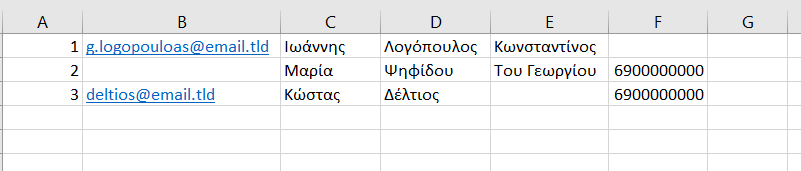 A B C D E F G
1 g.logopouloas@email.tld Ιωάννης Λογόπουλος Κωνσταντίνος
2 Μαρία Ψηφίδου Του Γεωργίου 6900000000
3 deltios@email.tld Κώστας Δέλτιος 6900000000